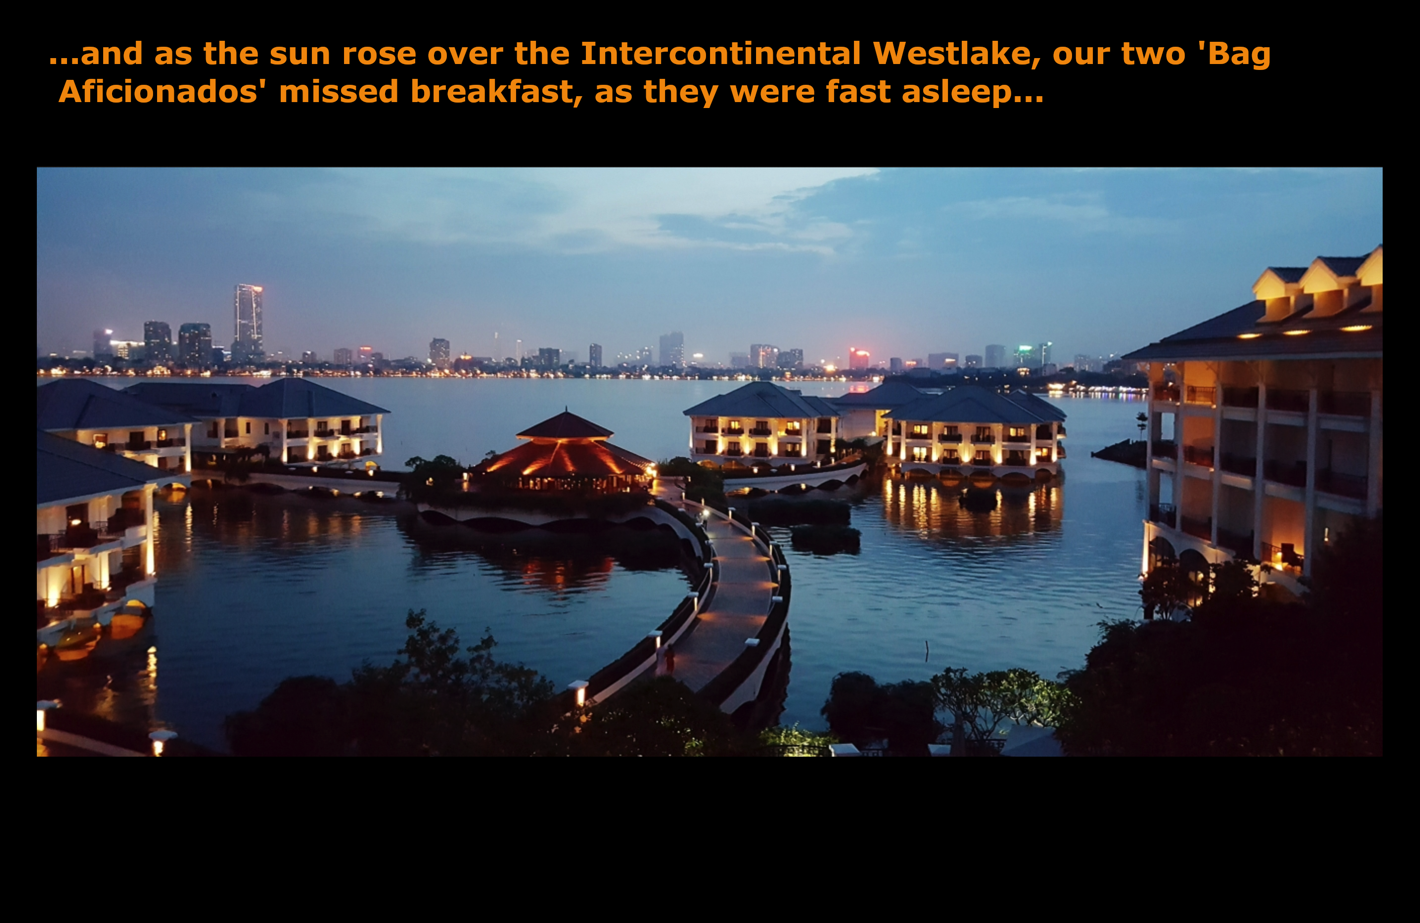 ...and as the sun rose over the Intercontinental Westlake, our two 'Bag
Aficionados' missed breakfast, as they were fast asleep...